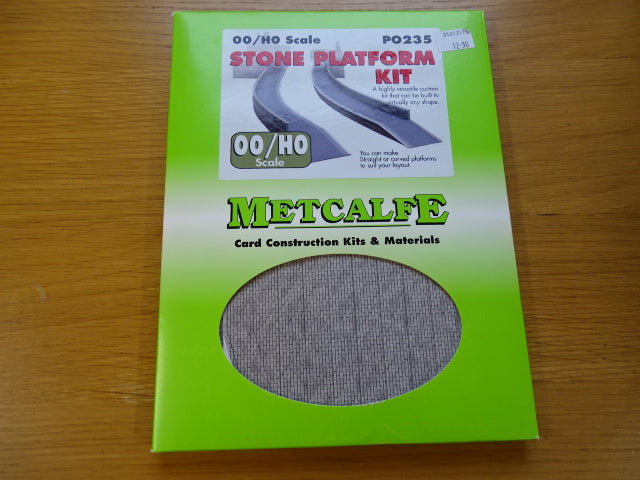 OO/HO Scale PO235
STONE PLATFORM
KIT
A highly versatile custom
kit that can be built to
virtually any shape.
OO/HO
Scale
You can make
Straight or curved platforms
to suit your layout.
12-50
METCALFE
Card Construction Kits & Materials